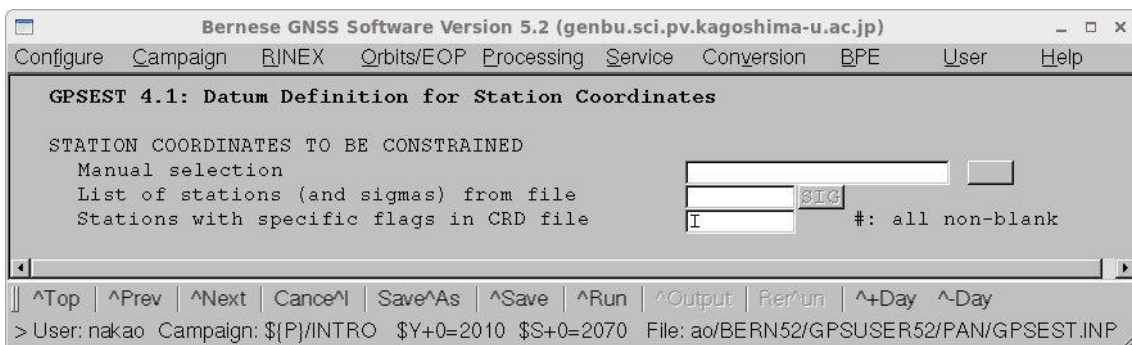 Bernese GNSS Software Version 5.2 (genbu.sci.pv.kagoshima-u.ac.jp)
Configure Campaign RINEX Orbits/EOP Processing Service Conversion BPE User Help
GPSEST 4.1: Datum Definition for Station Coordinates
STATION COORDINATES TO BE CONSTRAINED
Manual selection
List of stations (and sigmas) from file SIG
Stations with specific flags in CRD file I #: all non-blank
^Top | ^Prev | ^Next | Cance^l | Save^As | ^Save | ^Run | ^Output | Rer^un | ^+Day ^-Day
> User: nakao Campaign: ${P}/INTRO $Y+0=2010 $S+0=2070 File: ao/BERN52/GPSUSER52/PAN/GPSEST.INP